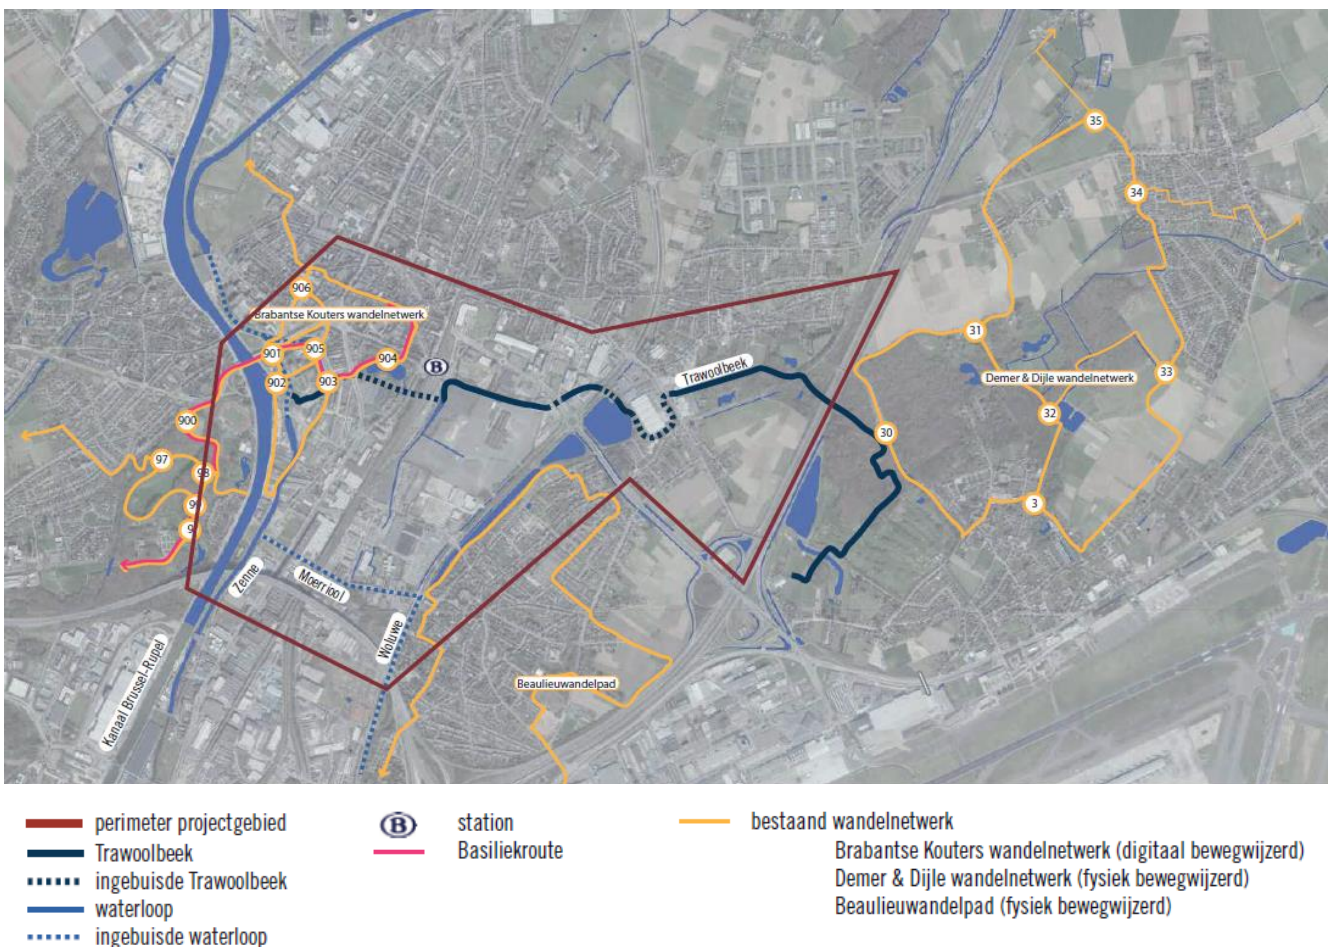 35
34
906
Brabantse Kouters wandelnetwerk
31
901
905
904
B
Trawoolbeek
33
902
903
Demer & Dijle wandelnetwerk
32
900
30
97
98
3
9
Zenne
Moerriool
Woluwe
Beaulieuwandelpad
Kanaal Brussel-Rupel
perimeter projectgebied
Trawoolbeek
ingebuisde Trawoolbeek
waterloop
ingebuisde waterloop
B station
Basiliekroute
bestaand wandelnetwerk
Brabantse Kouters wandelnetwerk (digitaal bewegwijzerd)
Demer & Dijle wandelnetwerk (fysiek bewegwijzerd)
Beaulieuwandelpad (fysiek bewegwijzerd)